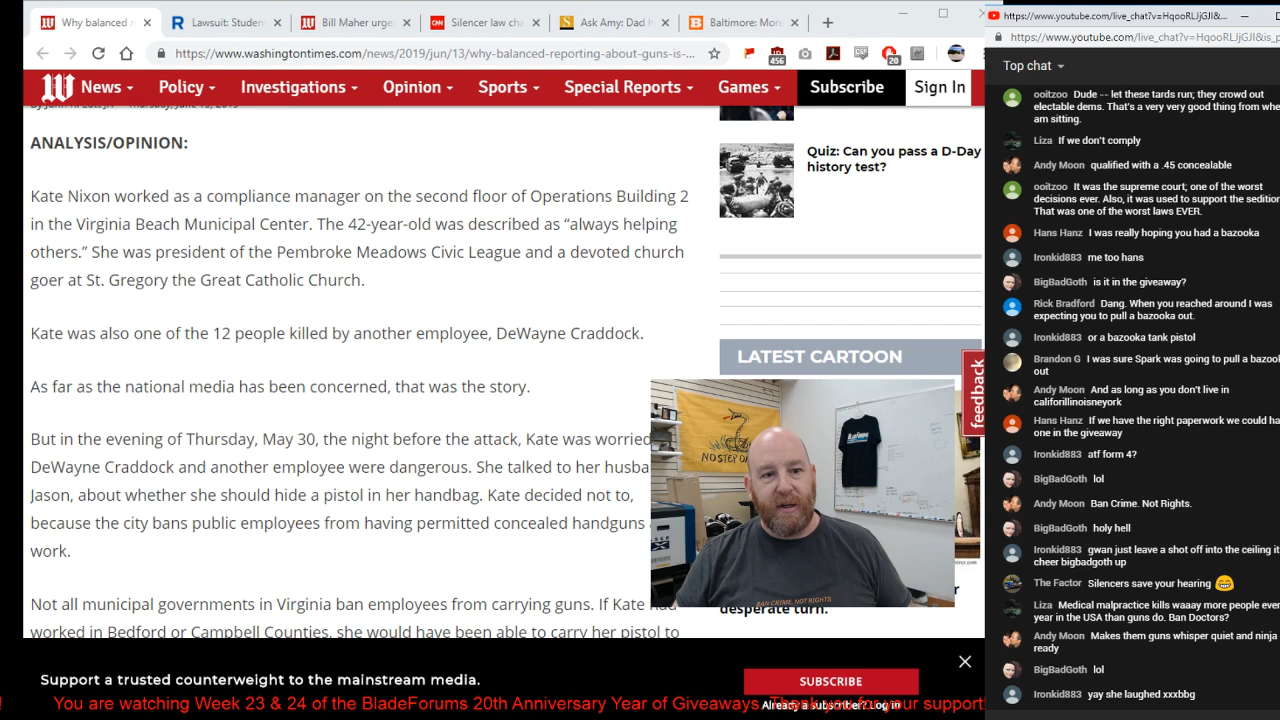 Why balanced r
Lawsuit: Studen
Bill Maher urge
Silencer law cha
Ask Amy: Dad h
Baltimore: More
https://www.washingtontimes.com/news/2019/jun/13/why-balanced-reporting-about-guns-is-...
456
20
W
News
Policy
Investigations
Opinion
Sports
Special Reports
Games
Subscribe
Sign In
ANALYSIS/OPINION:
Kate Nixon worked as a compliance manager on the second floor of Operations Building 2
in the Virginia Beach Municipal Center. The 42-year-old was described as “always helping
others.” She was president of the Pembroke Meadows Civic League and a devoted church
goer at St. Gregory the Great Catholic Church.
Kate was also one of the 12 people killed by another employee, DeWayne Craddock.
As far as the national media has been concerned, that was the story.
But in the evening of Thursday, May 30, the night before the attack, Kate was worried
DeWayne Craddock and another employee were dangerous. She talked to her husba
Jason, about whether she should hide a pistol in her handbag. Kate decided not to,
because the city bans public employees from having permitted concealed handguns
work.
Not all municipal governments in Virginia ban employees from carrying guns. If Kate had
worked in Bedford or Campbell Counties, she would have been able to carry her pistol to
Quiz: Can you pass a D-Day
history test?
LATEST CARTOON
feedback
NO STEP ON
BAN CRIME, NOT RIGHTS
desperate turn.
Support a trusted counterweight to the mainstream media.
SUBSCRIBE
Already a subscriber? Log in
You are watching Week 23 & 24 of the BladeForums 20th Anniversary Year of Giveaways. Thank you for your support!
https://www.youtube.com/live_chat?v=HqooRLJjGJI&...
https://www.youtube.com/live_chat?v=HqooRLJjGJI&is_p
Top chat
ooitzoo Dude -- let these tards run; they crowd out
electable dems. That's a very very good thing from whe
am sitting.
Liza If we don't comply
Andy Moon qualified with a .45 concealable
ooitzoo It was the supreme court; one of the worst
decisions ever. Also, it was used to support the sedition
That was one of the worst laws EVER.
Hans Hanz I was really hoping you had a bazooka
Ironkid883 me too hans
BigBadGoth is it in the giveaway?
Rick Bradford Dang. When you reached around I was
expecting you to pull a bazooka out.
Ironkid883 or a bazooka tank pistol
Brandon G I was sure Spark was going to pull a bazoo
out
Andy Moon And as long as you don't live in
califorillinoisneyork
Hans Hanz If we have the right paperwork we could ha
one in the giveaway
Ironkid883 atf form 4?
BigBadGoth lol
Andy Moon Ban Crime. Not Rights.
BigBadGoth holy hell
Ironkid883 gwan just leave a shot off into the ceiling it
cheer bigbadgoth up
The Factor Silencers save your hearing 😂
Liza Medical malpractice kills waaay more people ever
year in the USA than guns do. Ban Doctors?
Andy Moon Makes them guns whisper quiet and ninja
ready
BigBadGoth lol
Ironkid883 yay she laughed xxxbbg